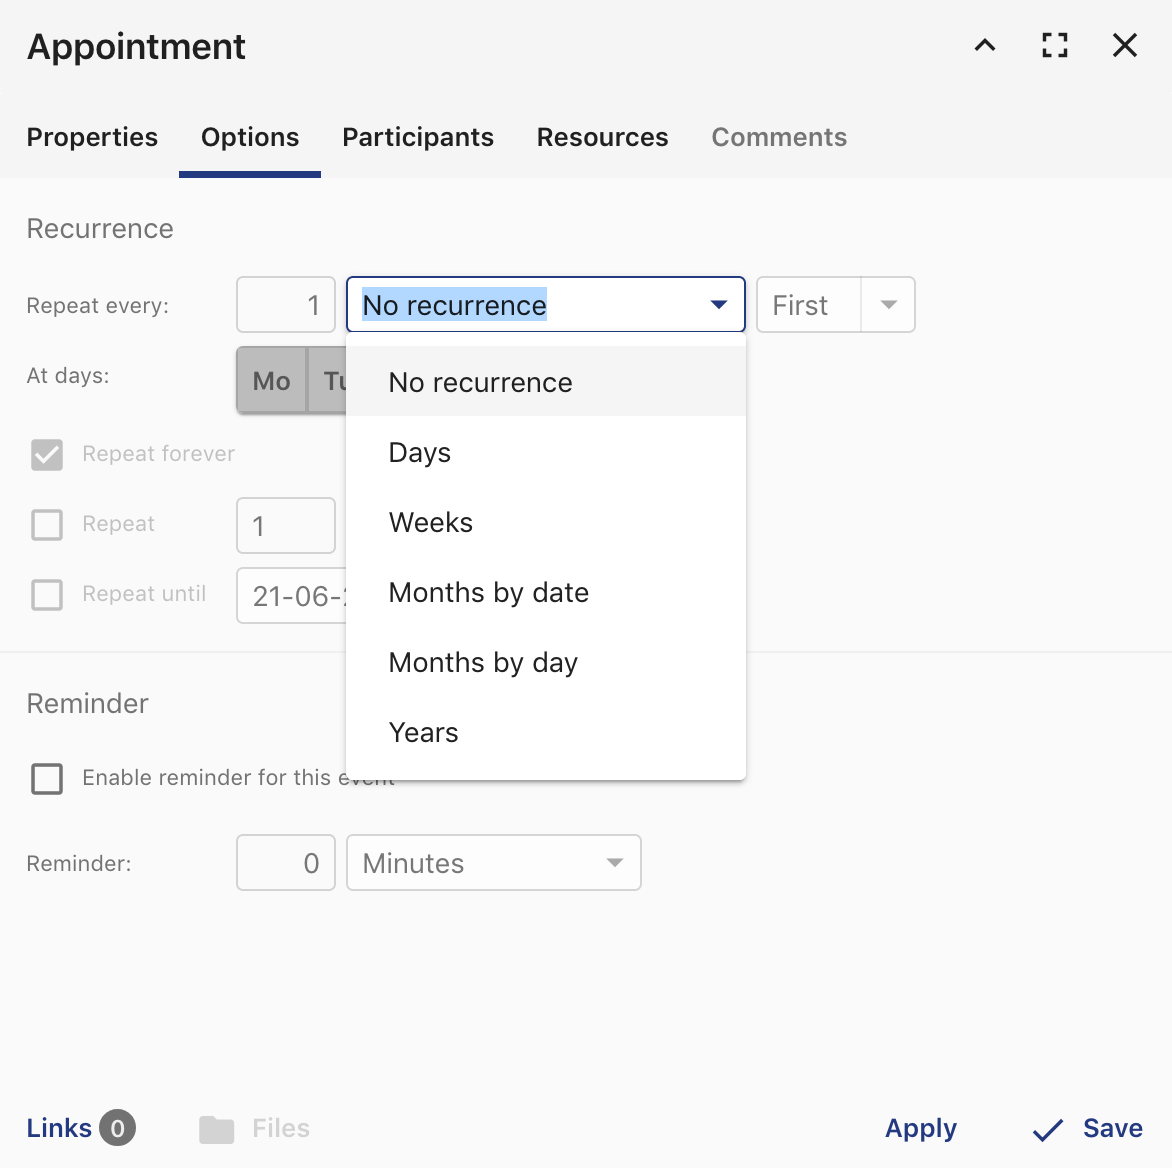 Appointment
Properties Options Participants Resources Comments
Recurrence
Repeat every: 1 No recurrence First
At days: Mo
No recurrence
Days
Weeks
Months by date
Months by day
Years
Repeat forever
Repeat 1
Repeat until 21-06-
Reminder
Enable reminder for this event
Reminder: 0 Minutes
Links 0 Files Apply Save